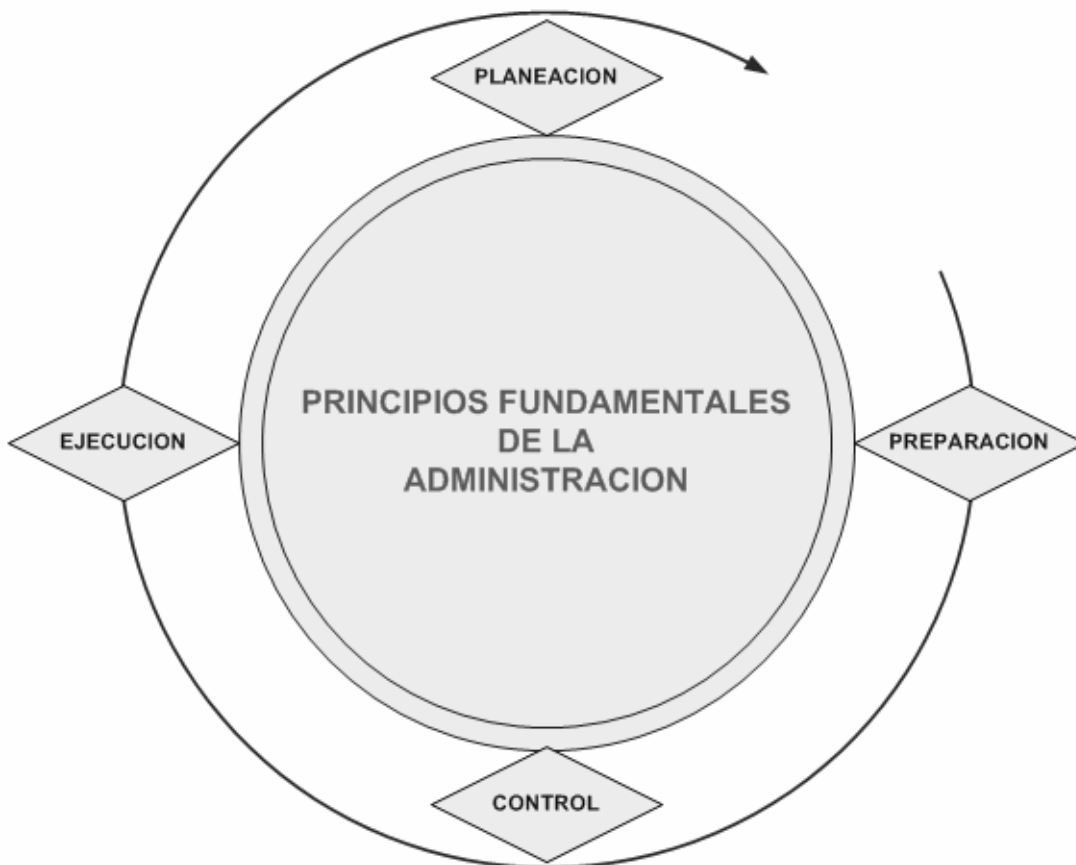 PLANEACION
PRINCIPIOS FUNDAMENTALES
DE LA
ADMINISTRACION
EJECUCION
PREPARACION
CONTROL